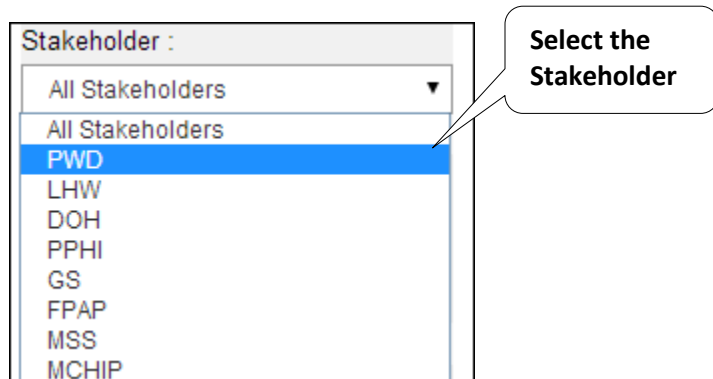 Stakeholder :
All Stakeholders
All Stakeholders
PWD
LHW
DOH
PPHI
GS
FPAP
MSS
MCHIP
Select the
Stakeholder